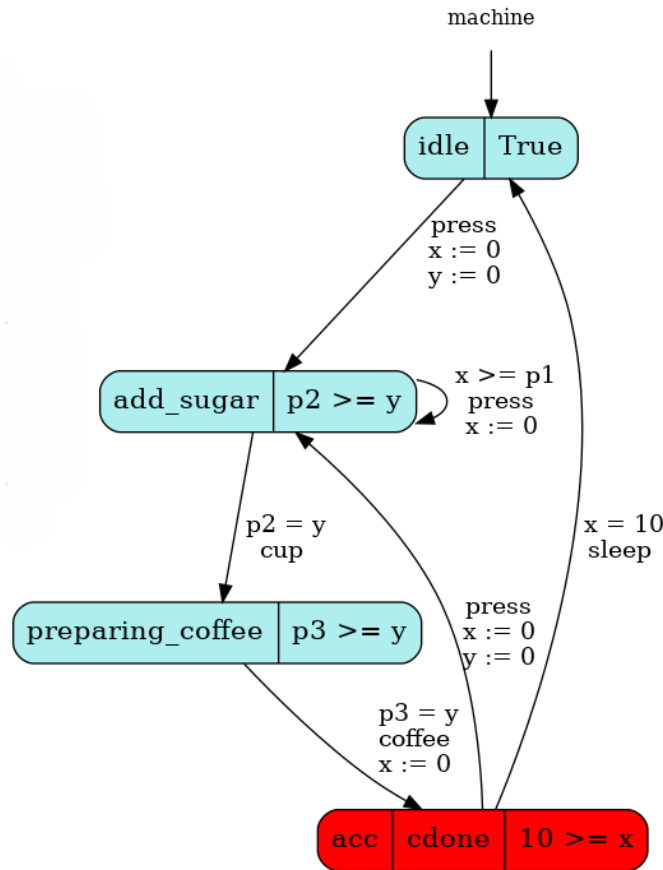 machine
idle True
press
x := 0
y := 0
add_sugar p2 >= y
x >= p1
press
x := 0
p2 = y
cup
x = 10
sleep
preparing_coffee p3 >= y
press
x := 0
y := 0
p3 = y
coffee
x := 0
acc cdone 10 >= x